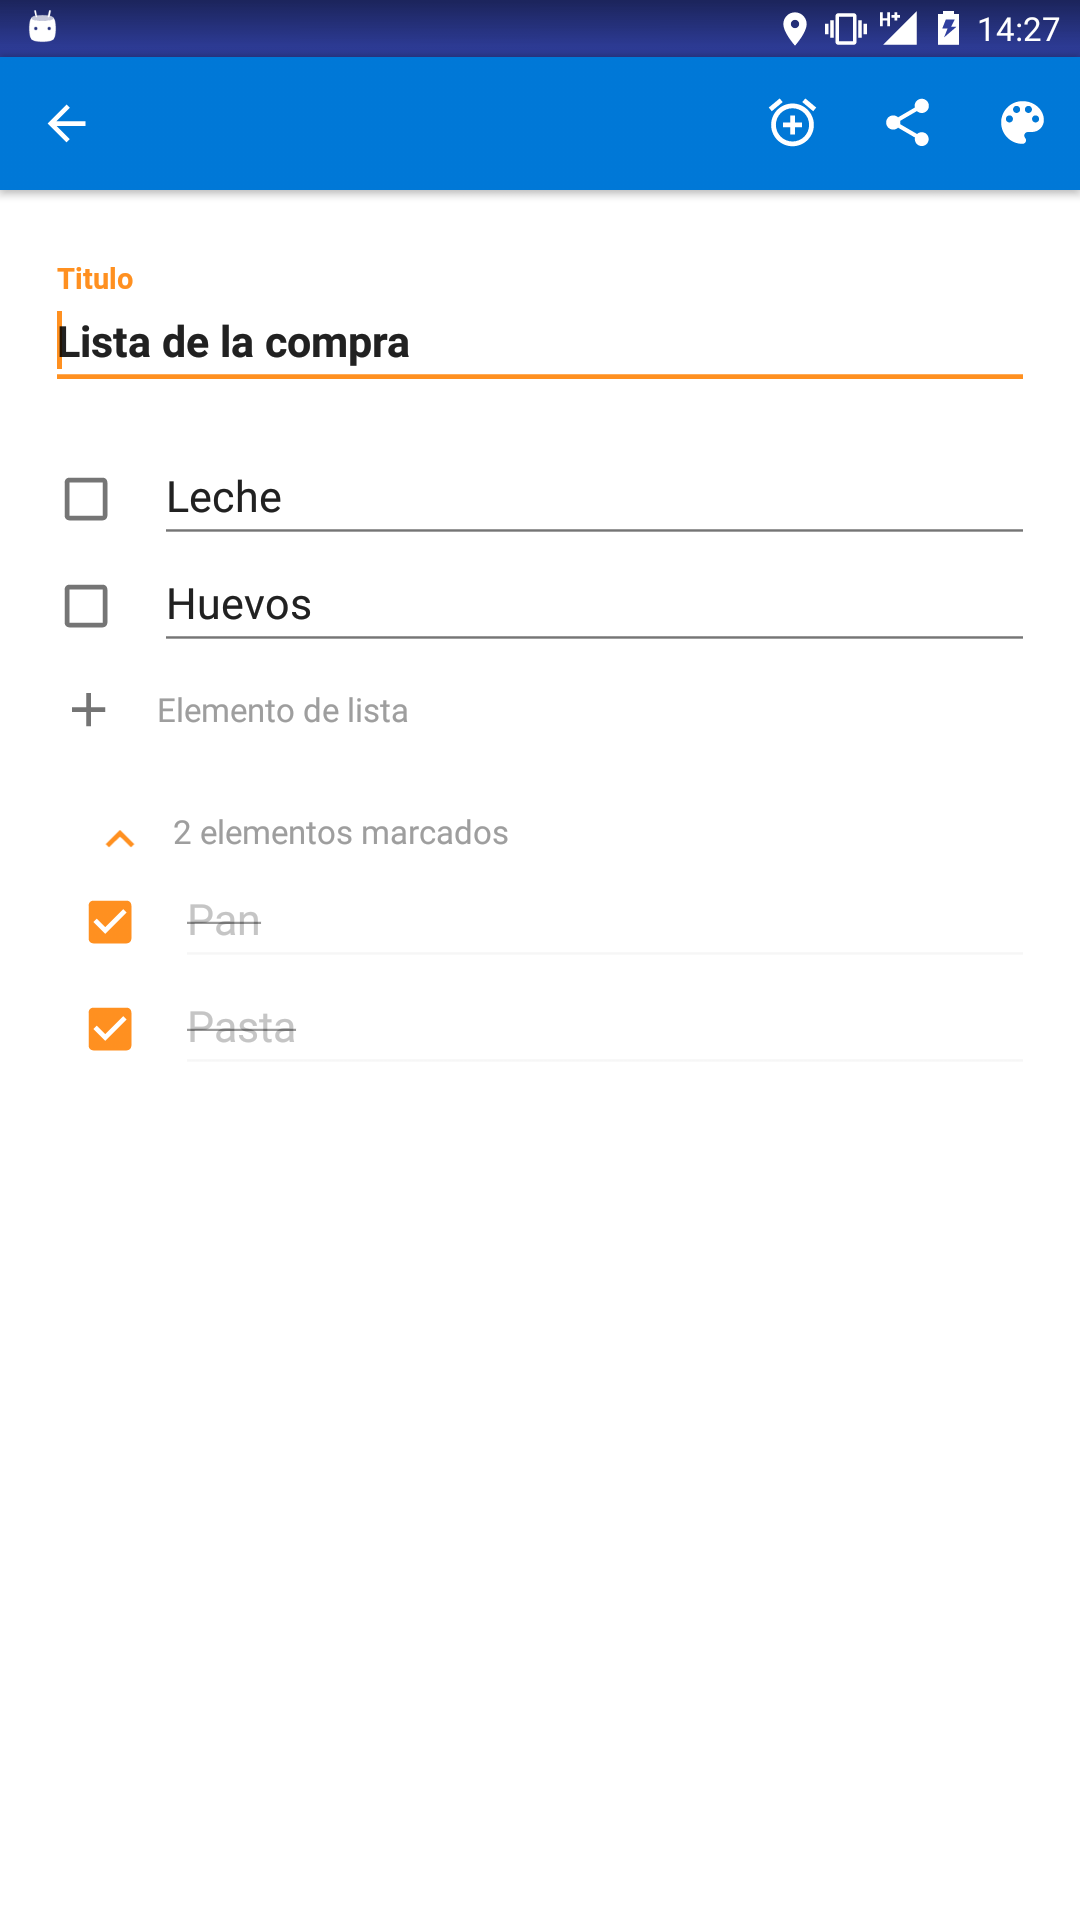 H+ 14:27
Titulo
Lista de la compra
Leche
Huevos
Elemento de lista
2 elementos marcados
Pan
Pasta